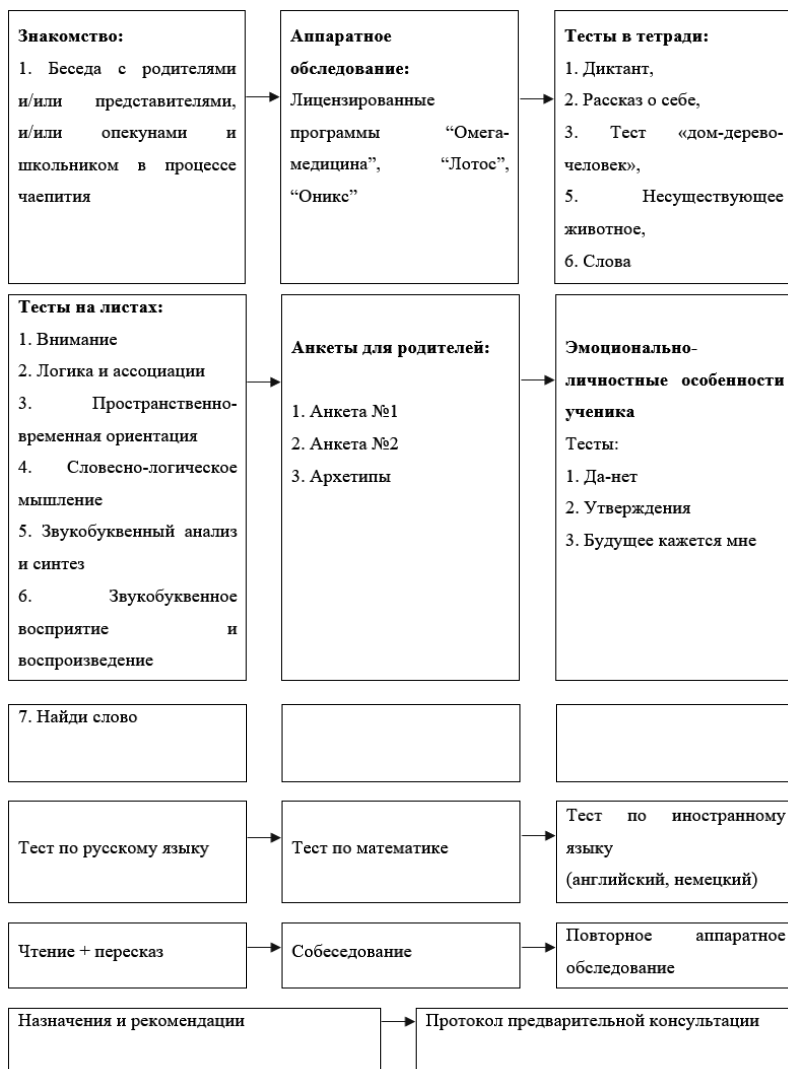 Знакомство:
1. Беседа с родителями
и/или представителями,
и/или опекунами и
школьником в процессе
чаепития
Аппаратное
обследование:
Лицензированные
программы “Омега-
медицина”, “Лотос”,
“Оникс”
Тесты в тетради:
1. Диктант,
2. Рассказ о себе,
3. Тест «дом-дерево-
человек»,
5. Несуществующее
животное,
6. Слова
Тесты на листах:
1. Внимание
2. Логика и ассоциации
3. Пространственно-
временная ориентация
4. Словесно-логическое
мышление
5. Звукобуквенный анализ
и синтез
6. Звукобуквенное
восприятие и
воспроизведение
Анкеты для родителей:
1. Анкета №1
2. Анкета №2
3. Архетипы
Эмоционально-
личностные особенности
ученика
Тесты:
1. Да-нет
2. Утверждения
3. Будущее кажется мне
7. Найди слово
Тест по русскому языку
Тест по математике
Тест по иностранному
языку
(английский, немецкий)
Чтение + пересказ
Собеседование
Повторное аппаратное
обследование
Назначения и рекомендации
Протокол предварительной консультации